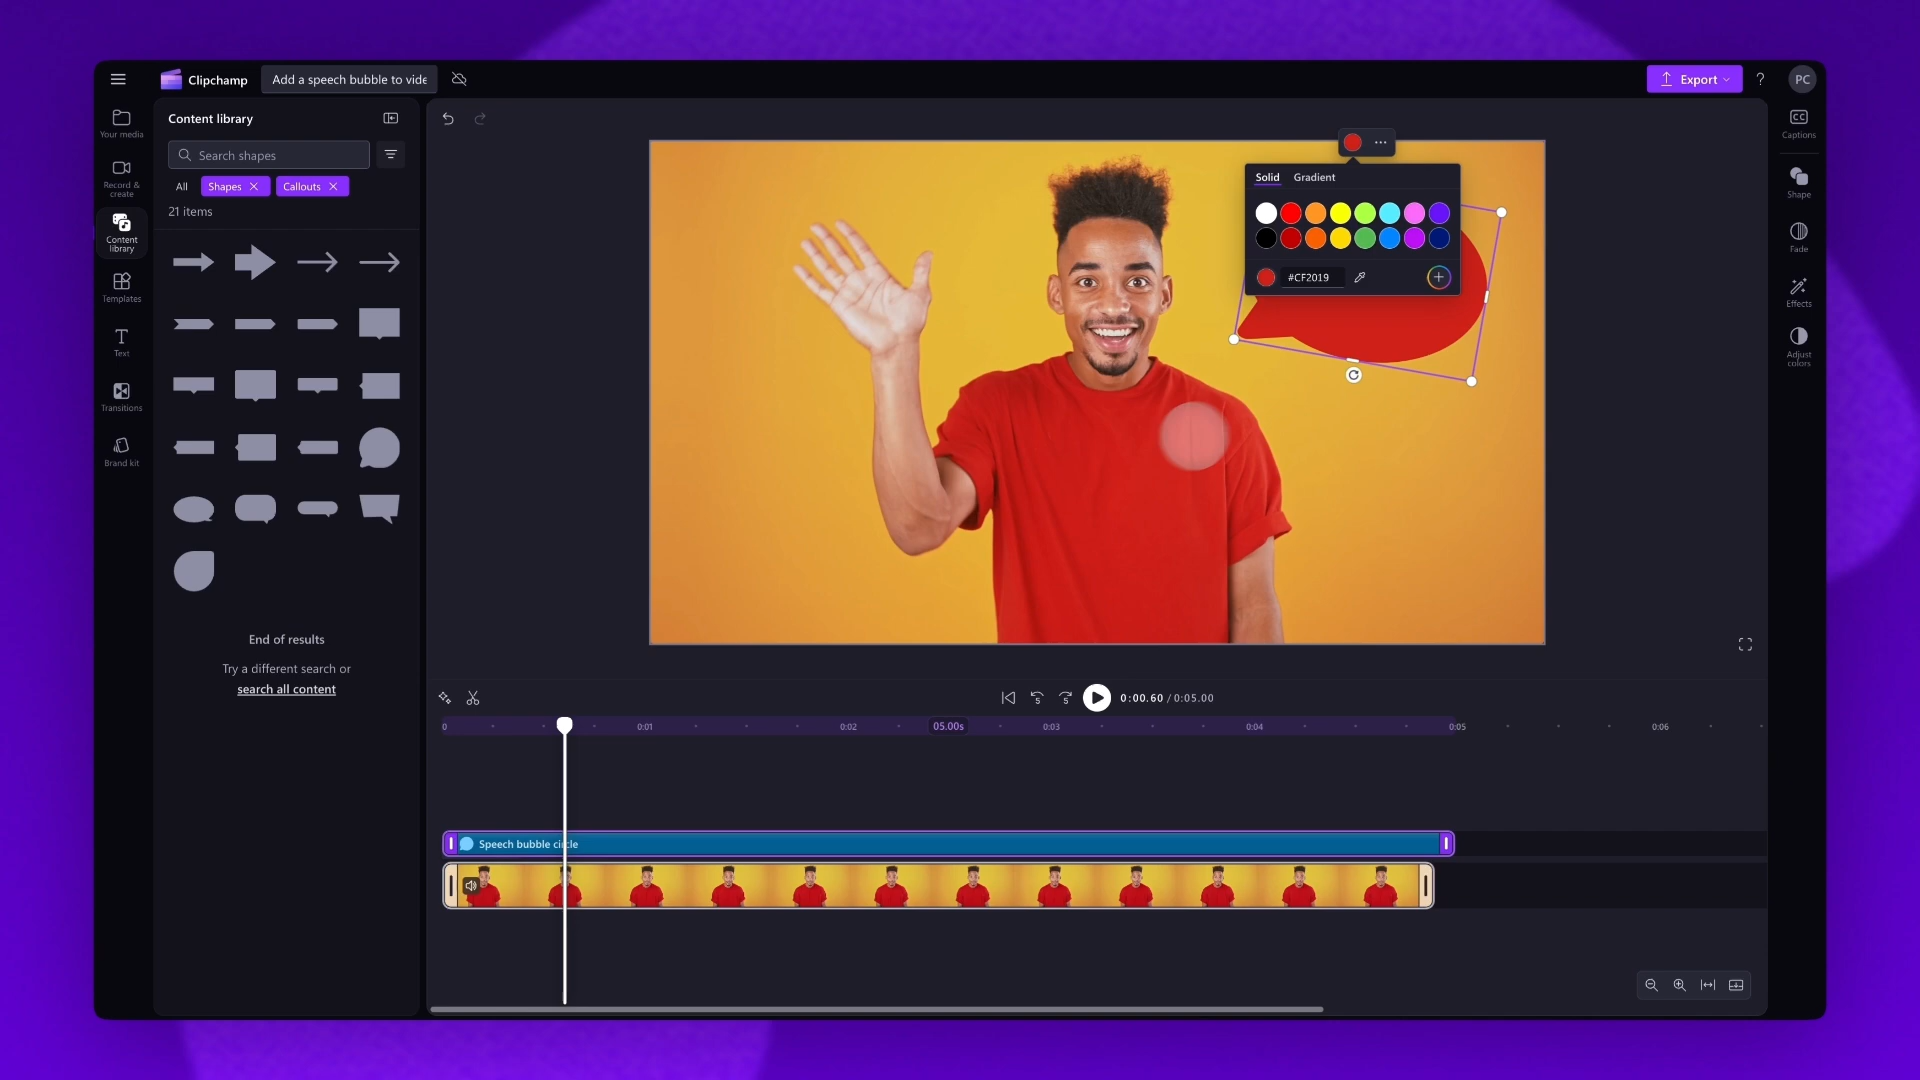 Clipchamp
Add a speech bubble to vide
Export
?
PC
Your media
Record &
create
Content
library
Templates
Text
Transitions
Brand kit
Content library
Search shapes
All
Shapes
Callouts
21 items
End of results
Try a different search or
search all content
Solid
Gradient
#CF2019
CC
Captions
Shape
Fade
Effects
Adjust
colors
5
5
0:00.60 / 0:05.00
0
0:01
0:02
05.00s
0:03
0:04
0:05
0:06
Speech bubble circle